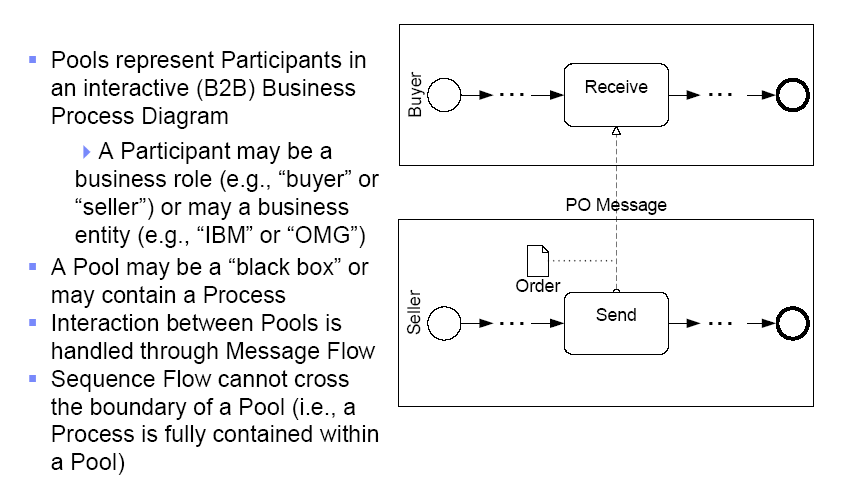 Pools represent Participants in
an interactive (B2B) Business
Process Diagram
A Participant may be a
business role (e.g., “buyer” or
“seller”) or may a business
entity (e.g., “IBM” or “OMG”)
A Pool may be a “black box” or
may contain a Process
Interaction between Pools is
handled through Message Flow
Sequence Flow cannot cross
the boundary of a Pool (i.e., a
Process is fully contained within
a Pool)
Buyer
Receive
PO Message
Order
Seller
Send